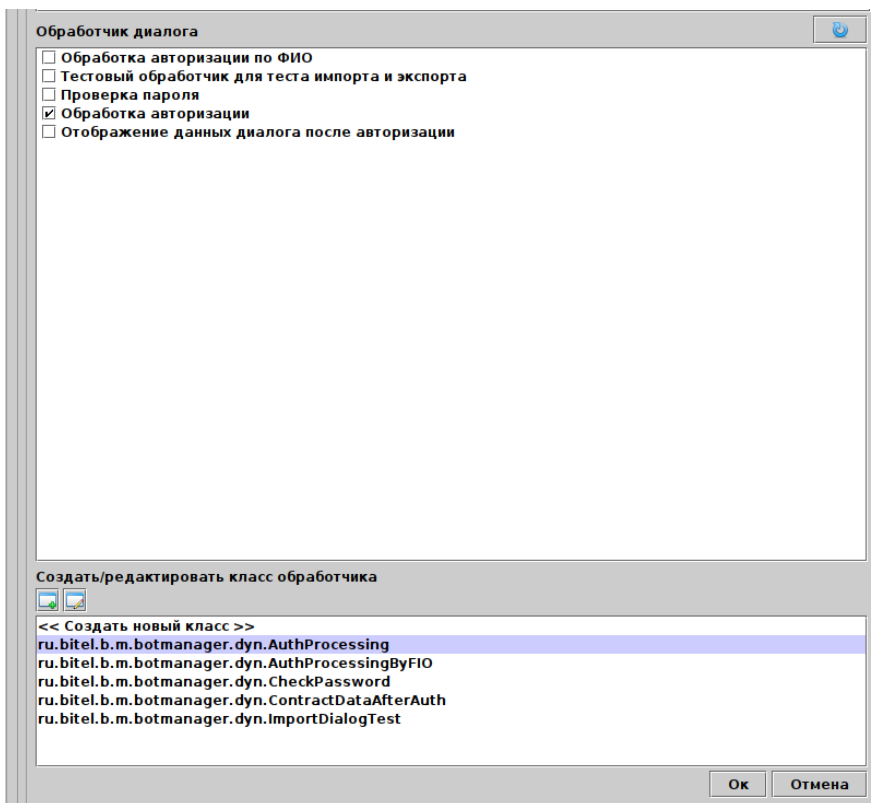 Обработчик диалога
Обработка авторизации по ФИО
Тестовый обработчик для теста импорта и экспорта
Проверка пароля
Обработка авторизации
Отображение данных диалога после авторизации
Создать/редактировать класс обработчика
<< Создать новый класс >>
ru.bitel.b.m.botmanager.dyn.AuthProcessing
ru.bitel.b.m.botmanager.dyn.AuthProcessingByFIO
ru.bitel.b.m.botmanager.dyn.CheckPassword
ru.bitel.b.m.botmanager.dyn.ContractDataAfterAuth
ru.bitel.b.m.botmanager.dyn.ImportDialogTest
Ок Отмена